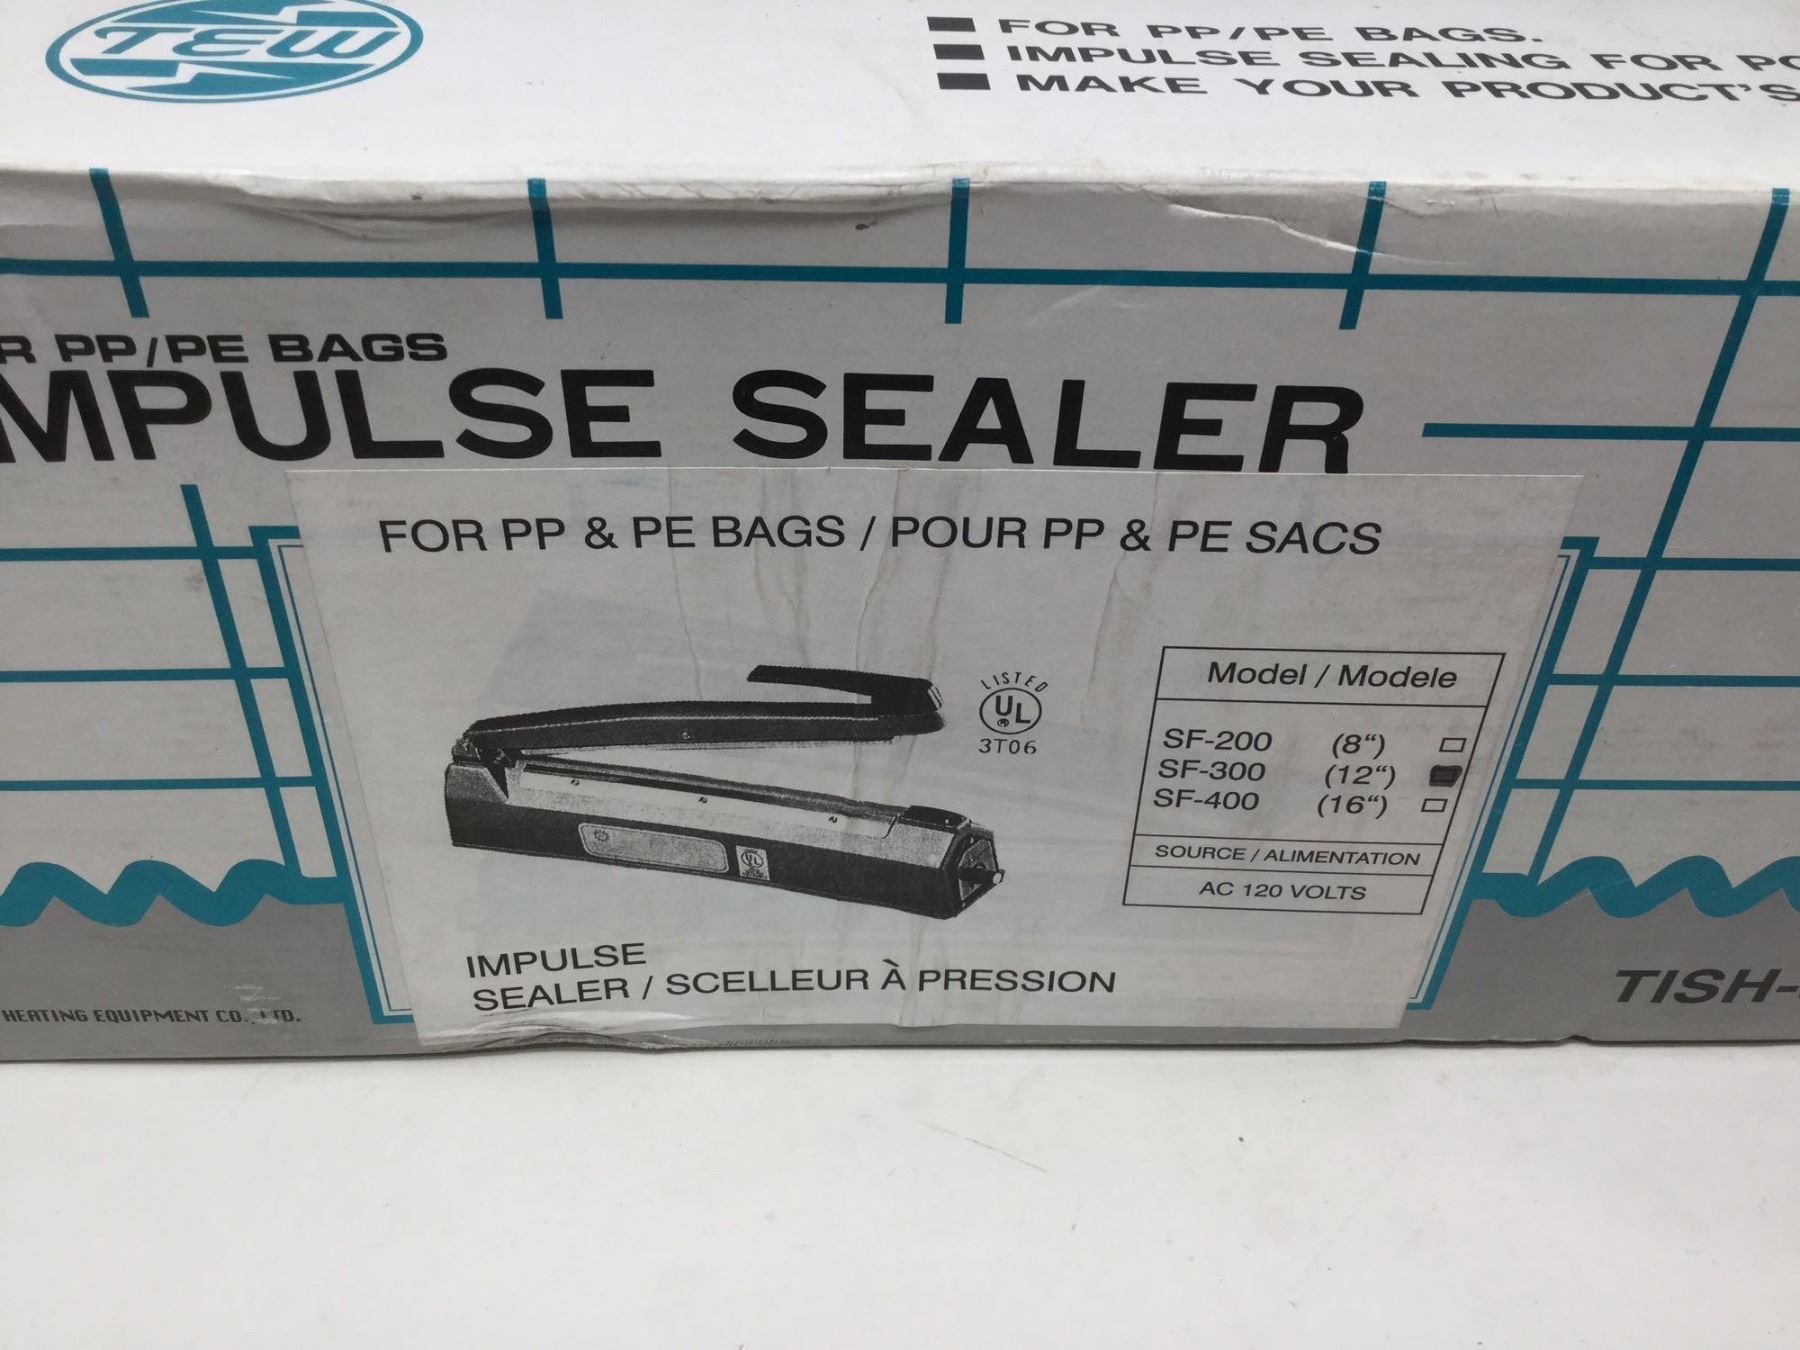 TEW
FOR PP/PE BAGS.
IMPULSE SEALING FOR
MAKE YOUR PRODUCT'S
PP/PE BAGS
MPULSE SEALER
FOR PP & PE BAGS / POUR PP & PE SACS
LISTED
UL
®
3T06
UL
Model / Modele
SF-200 (8“)
SF-300 (12“)
SF-400 (16“)
SOURCE / ALIMENTATION
AC 120 VOLTS
IMPULSE
SEALER / SCELLEUR À PRESSION
HEATING EQUIPMENT CO., LTD.
TISH-